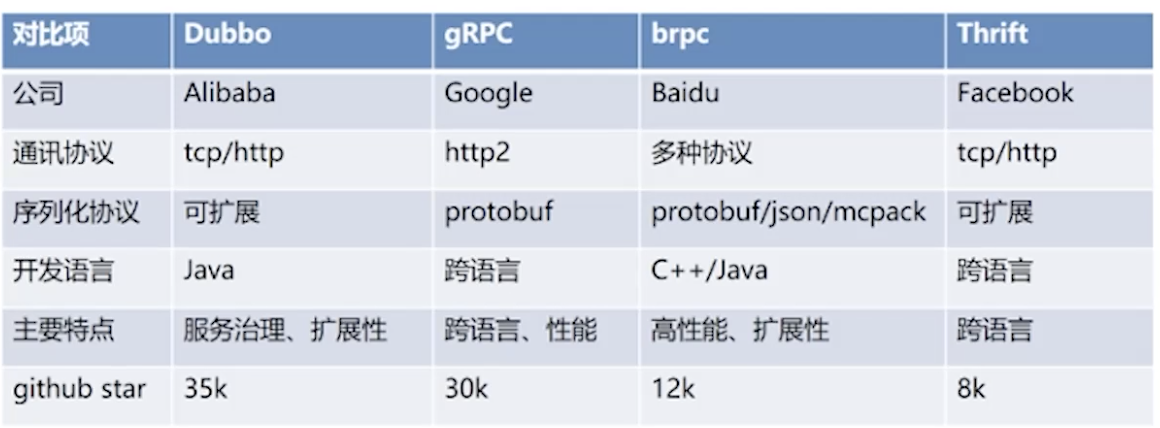 对比项 Dubbo gRPC brpc Thrift
公司 Alibaba Google Baidu Facebook
通讯协议 tcp/http http2 多种协议 tcp/http
序列化协议 可扩展 protobuf protobuf/json/mcpack 可扩展
开发语言 Java 跨语言 C++/Java 跨语言
主要特点 服务治理、扩展性 跨语言、性能 高性能、扩展性 跨语言
github star 35k 30k 12k 8k